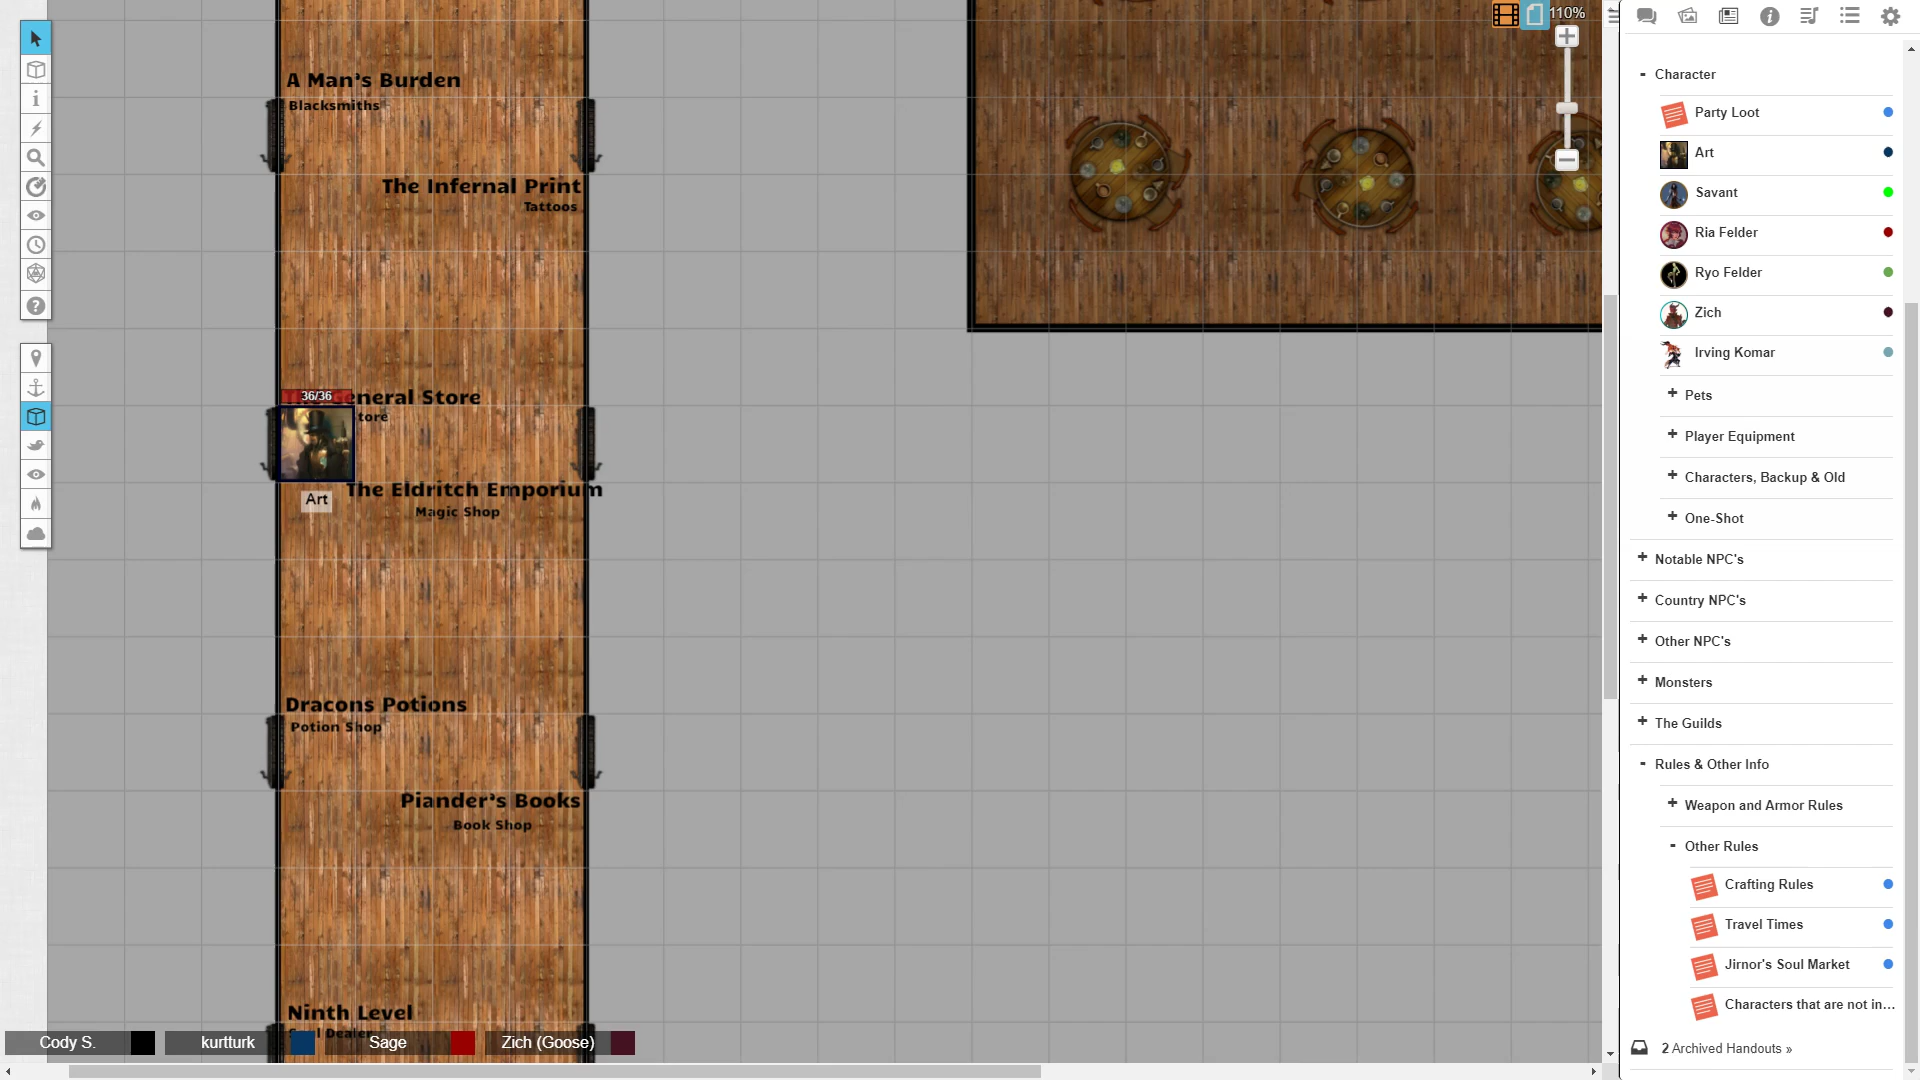 A Man's Burden
Blacksmiths
The Infernal Print
Tattoos
36/36
General Store
tore
Art
The Eldritch Emporium
Magic Shop
Dracons Potions
Potion Shop
Piander's Books
Book Shop
Ninth Level
Dealer
Cody S.
kurtturk
Sage
Zich (Goose)
110%
- Character
Party Loot
Art
Savant
Ria Felder
Ryo Felder
Zich
Irving Komar
+ Pets
+ Player Equipment
+ Characters, Backup & Old
+ One-Shot
+ Notable NPC's
+ Country NPC's
+ Other NPC's
+ Monsters
+ The Guilds
- Rules & Other Info
+ Weapon and Armor Rules
- Other Rules
Crafting Rules
Travel Times
Jirnor's Soul Market
Characters that are not in...
2 Archived Handouts »